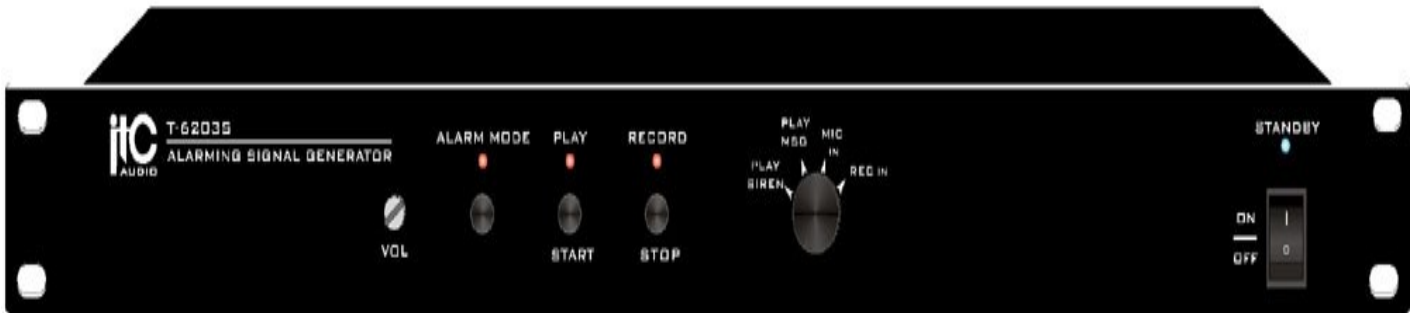 itc
AUDIO
T-6203S
ALARMING SIGNAL GENERATOR
VOL
ALARM MODE
PLAY
START
RECORD
STOP
PLAY
SIREN
PLAY
MSG
MIC
IN
REC IN
STANDBY
ON
OFF
I
O